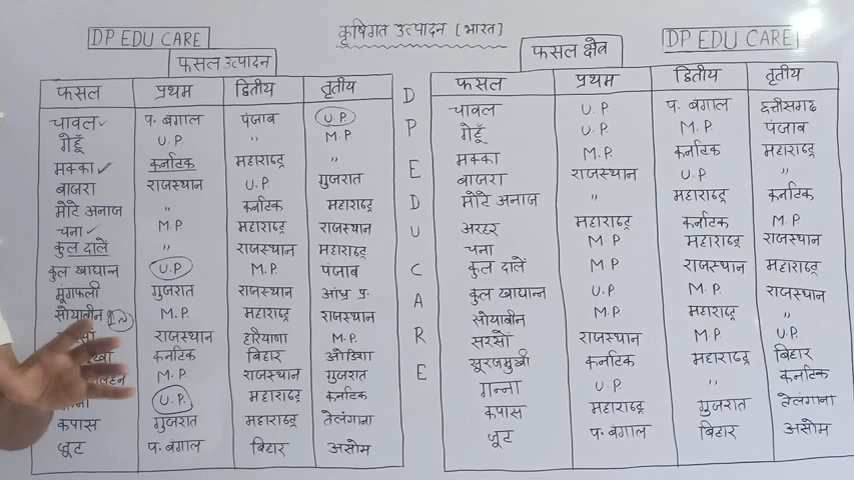 DP EDU CARE
कृषिगत उत्पादन [भारत]
DP EDU CARE
फसल उत्पादन
फसल प्रथम द्वितीय तृतीय
चावल प. बंगाल पंजाब U.P.
गेहूँ U.P. " M.P
मक्का कर्नाटक महाराष्ट्र "
बाजरा राजस्थान U.P. गुजरात
मोटे अनाज " कर्नाटक महाराष्ट्र
चना M.P महाराष्ट्र राजस्थान
कुल दालें " राजस्थान महाराष्ट्र
कुल खाद्यान्न U.P M.P. पंजाब
मूंगफली गुजरात राजस्थान आंध्र प्र.
सोयाबीन M.P. महाराष्ट्र राजस्थान
राजस्थान हरियाणा M.P.
कर्नाटक बिहार ओडिशा
M.P. राजस्थान गुजरात
U.P. महाराष्ट्र कर्नाटक
कपास गुजरात महाराष्ट्र तेलंगाना
जूट प. बंगाल बिहार असोम
D
P
E
D
U
C
A
R
E
फसल क्षेत्र
फसल प्रथम द्वितीय तृतीय
चावल U.P. प. बंगाल छत्तीसगढ़
गेहूँ U.P. M.P. पंजाब
मक्का M.P. कर्नाटक महाराष्ट्र
बाजरा राजस्थान U.P. "
मोटे अनाज " महाराष्ट्र कर्नाटक
अरहर महाराष्ट्र कर्नाटक M.P
चना M.P महाराष्ट्र राजस्थान
कुल दालें M.P राजस्थान महाराष्ट्र
कुल खाद्यान्न U.P M.P. राजस्थान
सोयाबीन M.P महाराष्ट्र "
सरसों राजस्थान M.P U.P.
सूरजमुखी कर्नाटक महाराष्ट्र बिहार
गन्ना U.P. " कर्नाटक
कपास महाराष्ट्र गुजरात तेलंगाना
जूट प. बंगाल बिहार असोम